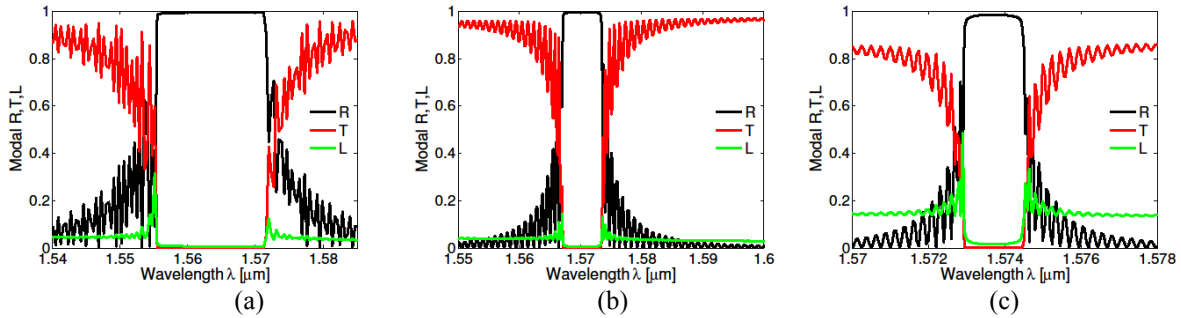 Modal R,T,L
1
0.8
0.6
0.4
0.2
0
1.54
1.55
1.56
1.57
1.58
Wavelength λ [μm]
R
T
L
(a)
Modal R,T,L
1
0.8
0.6
0.4
0.2
0
1.55
1.56
1.57
1.58
1.59
1.6
Wavelength λ [μm]
R
T
L
(b)
Modal R,T,L
1
0.8
0.6
0.4
0.2
0
1.57
1.572
1.574
1.576
1.578
Wavelength λ [μm]
R
T
L
(c)